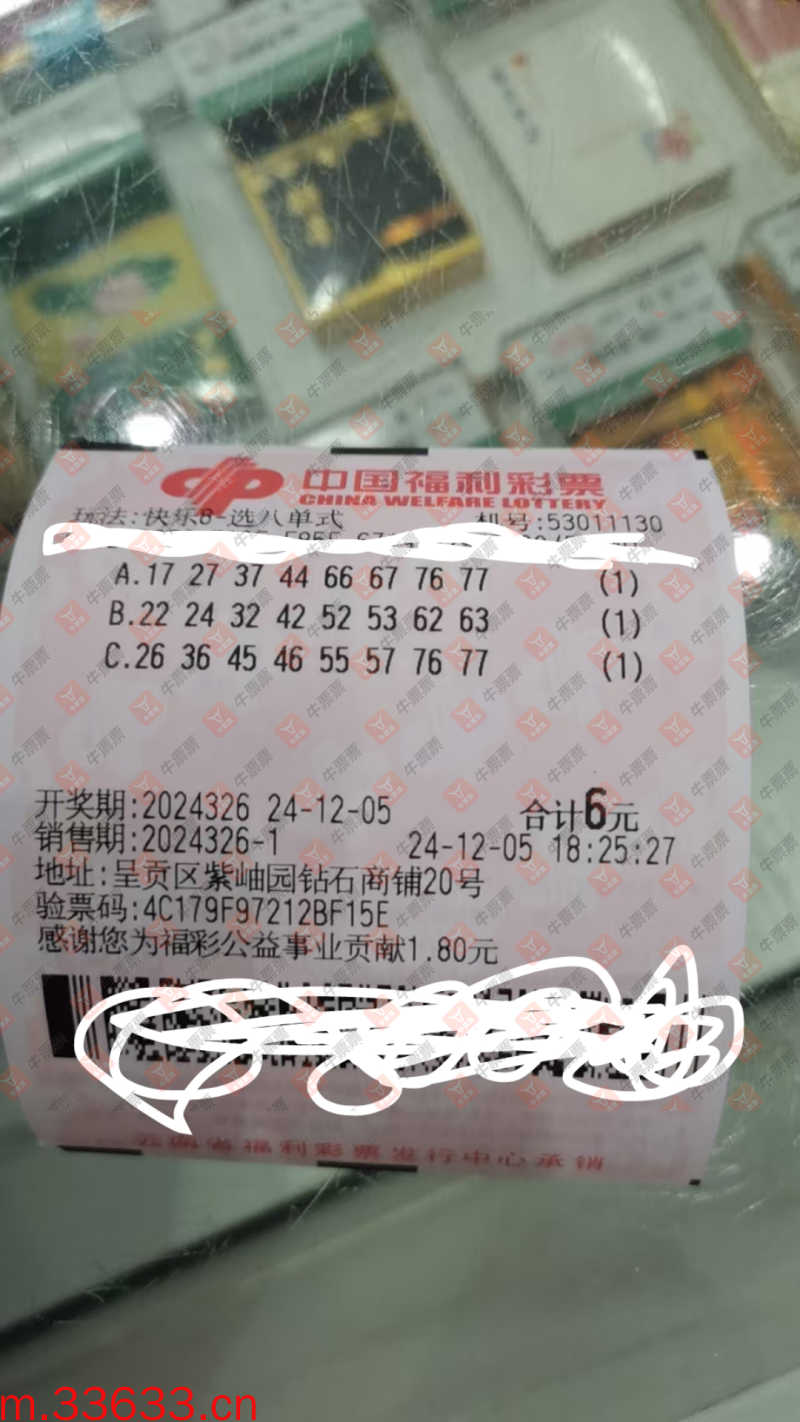 中国福利彩票
CHINA WELFARE LOTTERY
玩法:快乐8-选八单式 机号:53011130
A.17 27 37 44 66 67 76 77 (1)
B.22 24 32 42 52 53 62 63 (1)
C.26 36 45 46 55 57 76 77 (1)
开奖期:2024326 24-12-05 合计6元
销售期:2024326-1 24-12-05 18:25:27
地址:呈贡区紫岫园钻石商铺20号
验票码:4C179F97212BF15E
感谢您为福彩公益事业贡献1.80元
云南省福利彩票发行中心承销
牛票票
m.33633.cn